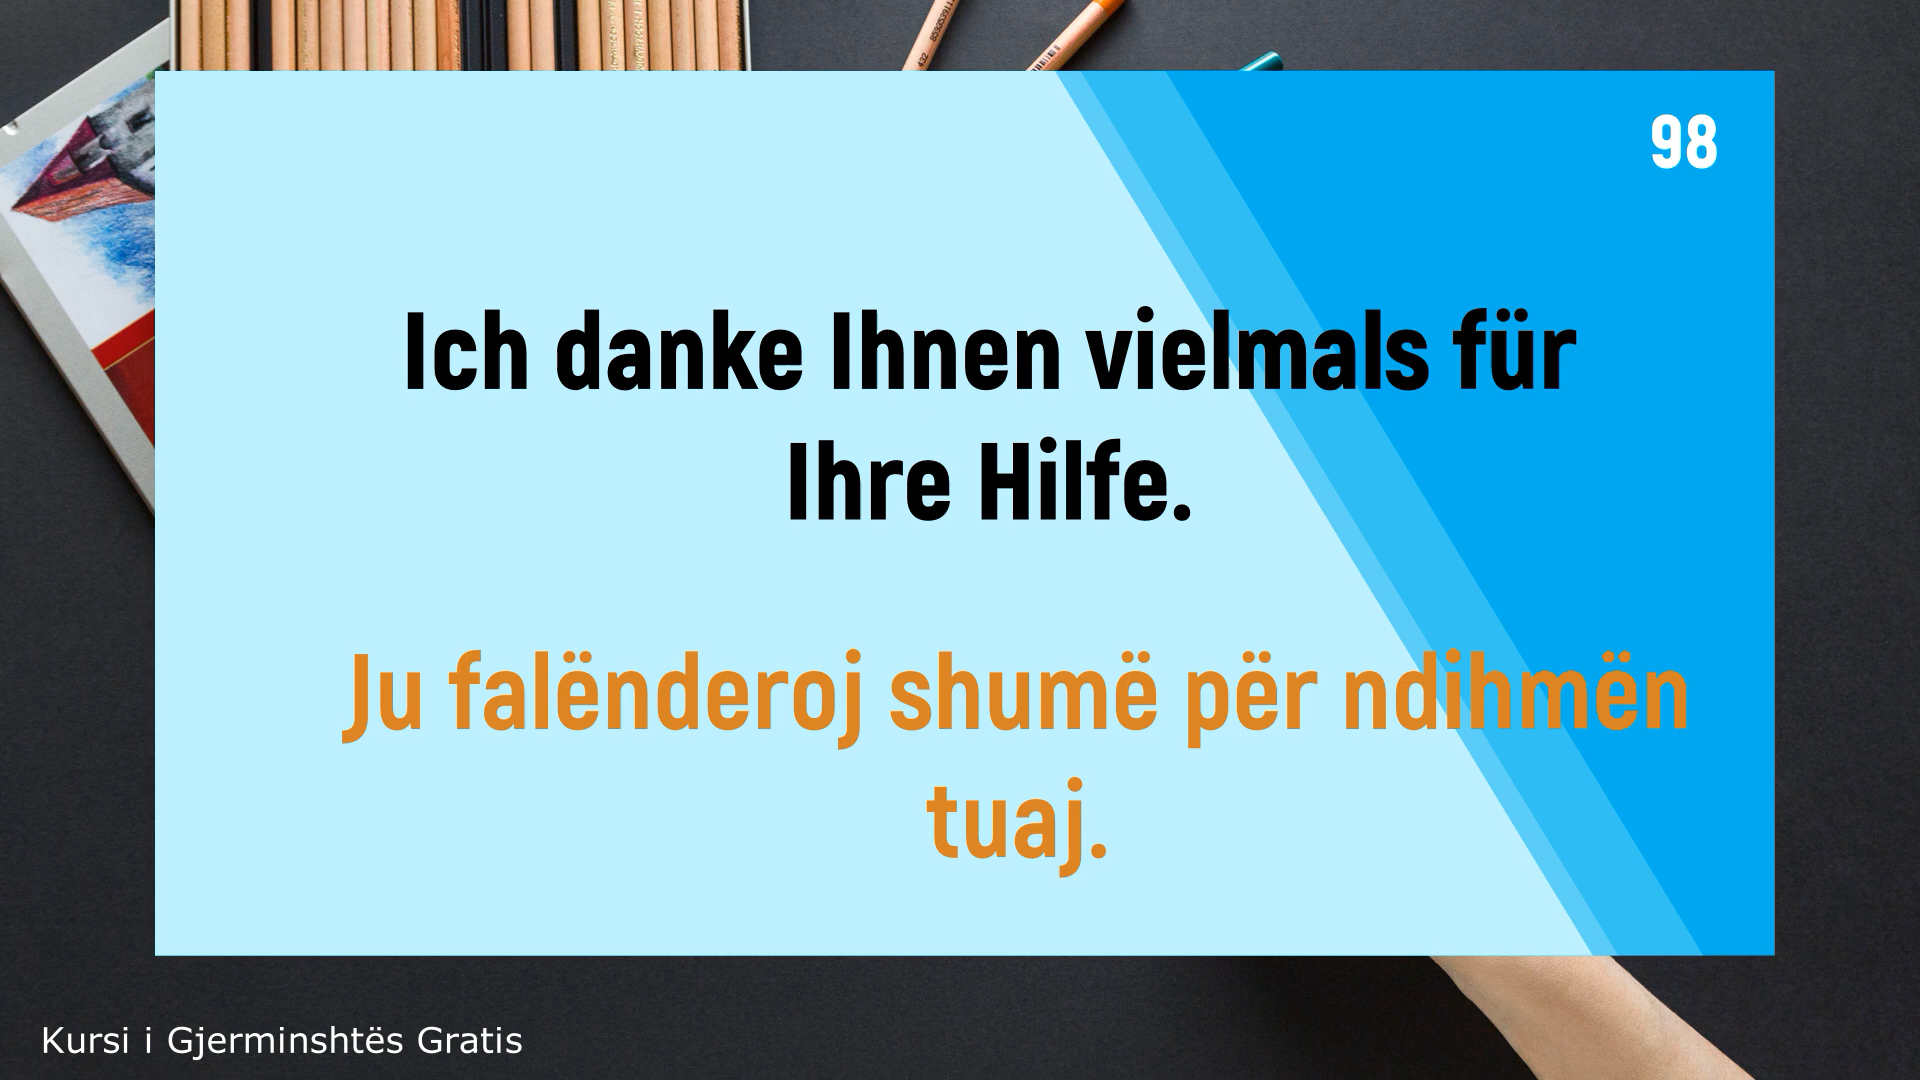 98
Ich danke Ihnen vielmals für
Ihre Hilfe.
Ju falënderoj shumë për ndihmën
tuaj.
Kursi i Gjerminshtës Gratis